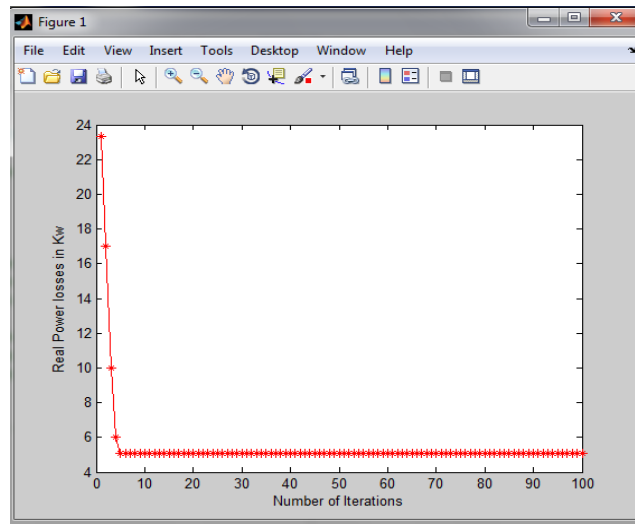 Figure 1
File Edit View Insert Tools Desktop Window Help
24
22
20
18
16
14
12
10
8
6
4
Real Power losses in Kw
0 10 20 30 40 50 60 70 80 90 100
Number of Iterations